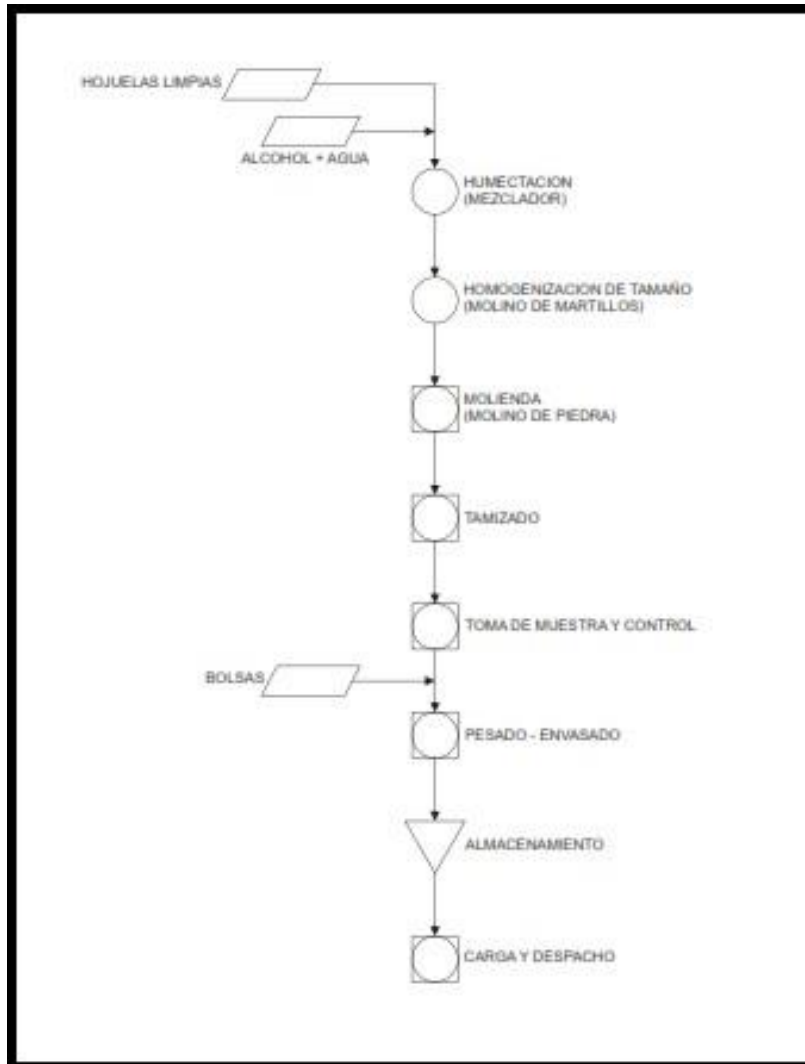 HOJUELAS LIMPIAS
ALCOHOL + AGUA
HUMECTACION
(MEZCLADOR)
HOMOGENIZACION DE TAMAÑO
(MOLINO DE MARTILLOS)
MOLIENDA
(MOLINO DE PIEDRA)
TAMIZADO
TOMA DE MUESTRA Y CONTROL
BOLSAS
PESADO - ENVASADO
ALMACENAMIENTO
CARGA Y DESPACHO